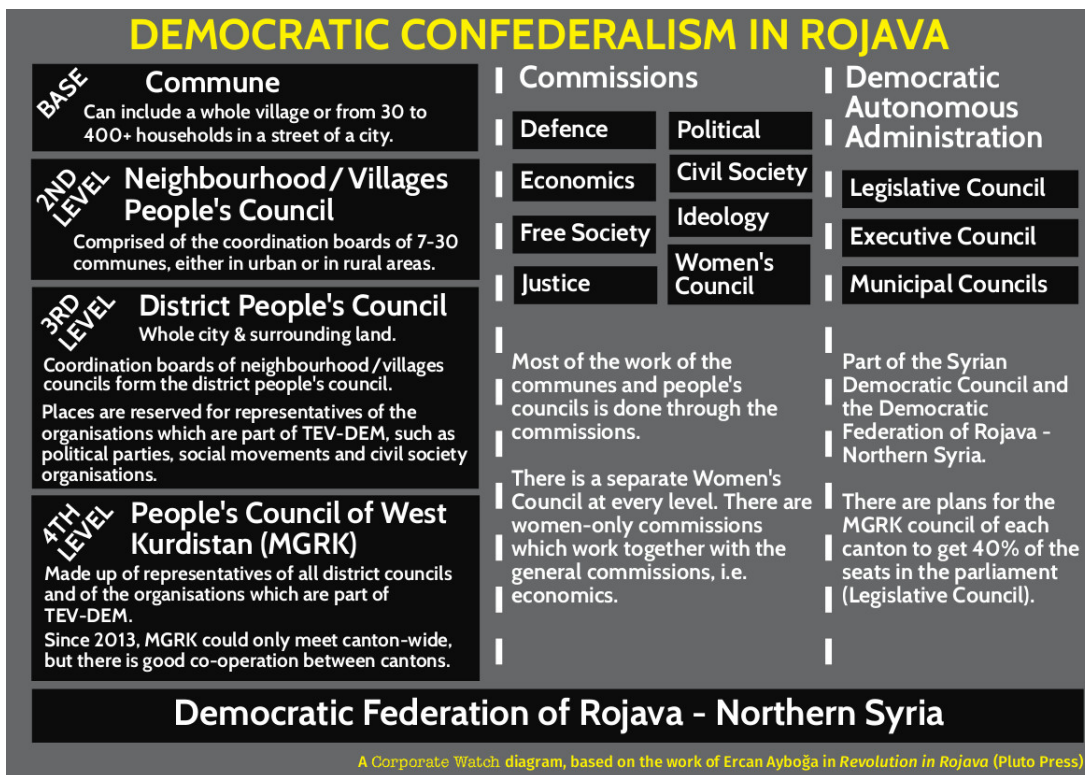 DEMOCRATIC CONFEDERALISM IN ROJAVA
BASE
Commune
Can include a whole village or from 30 to
400+ households in a street of a city.
2ND
LEVEL
Neighbourhood / Villages
People's Council
Comprised of the coordination boards of 7-30
communes, either in urban or in rural areas.
3RD
LEVEL
District People's Council
Whole city & surrounding land.
Coordination boards of neighbourhood / villages
councils form the district people's council.
Places are reserved for representatives of the
organisations which are part of TEV-DEM, such as
political parties, social movements and civil society
organisations.
4TH
LEVEL
People's Council of West
Kurdistan (MGRK)
Made up of representatives of all district councils
and of the organisations which are part of
TEV-DEM.
Since 2013, MGRK could only meet canton-wide,
but there is good co-operation between cantons.
Commissions
Defence
Economics
Free Society
Justice
Political
Civil Society
Ideology
Women's
Council
Most of the work of the
communes and people's
councils is done through the
commissions.
There is a separate Women's
Council at every level. There are
women-only commissions
which work together with the
general commissions, i.e.
economics.
Democratic
Autonomous
Administration
Legislative Council
Executive Council
Municipal Councils
Part of the Syrian
Democratic Council and
the Democratic
Federation of Rojava -
Northern Syria.
There are plans for the
MGRK council of each
canton to get 40% of the
seats in the parliament
(Legislative Council).
Democratic Federation of Rojava - Northern Syria
A Corporate Watch diagram, based on the work of Ercan Ayboğa in Revolution in Rojava (Pluto Press)